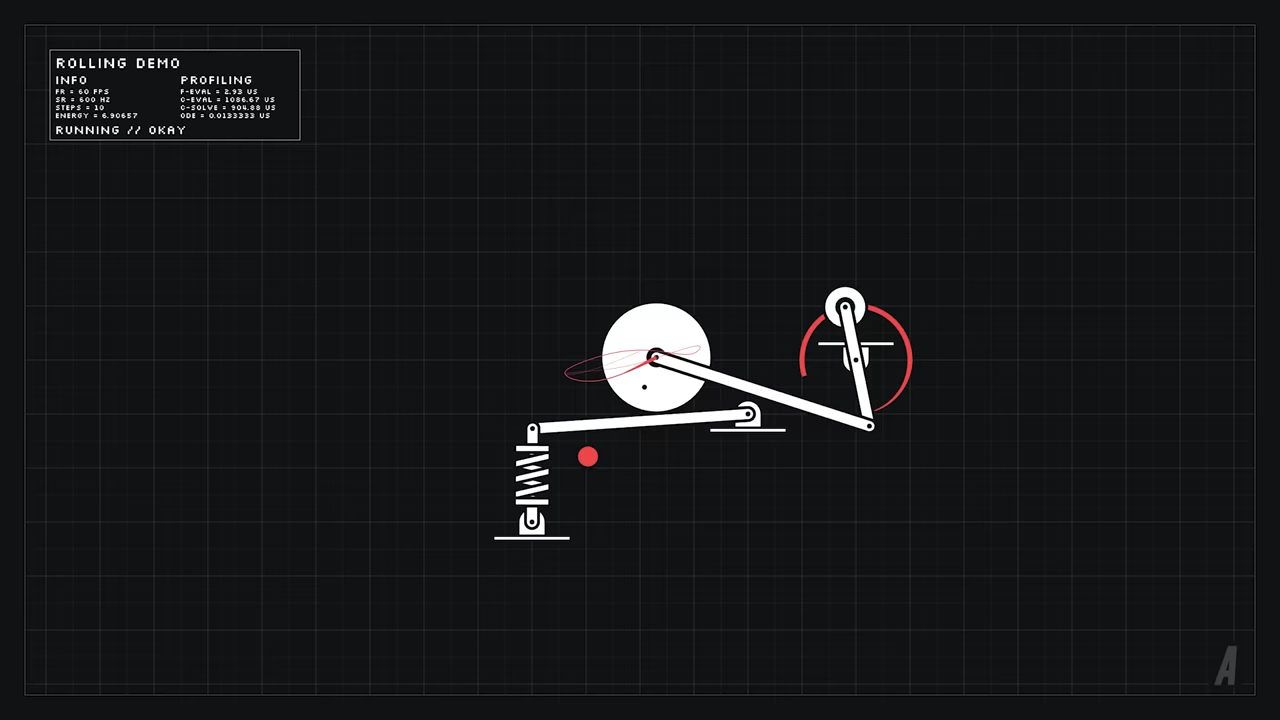 ROLLING DEMO
INFO
FR = 60 FPS
SR = 600 HZ
STEPS = 10
ENERGY = 6.90657
PROFILING
F-EVAL = 2.93 US
C-EVAL = 1086.67 US
C-SOLVE = 904.88 US
ODE = 0.0133333 US
RUNNING // OKAY
A